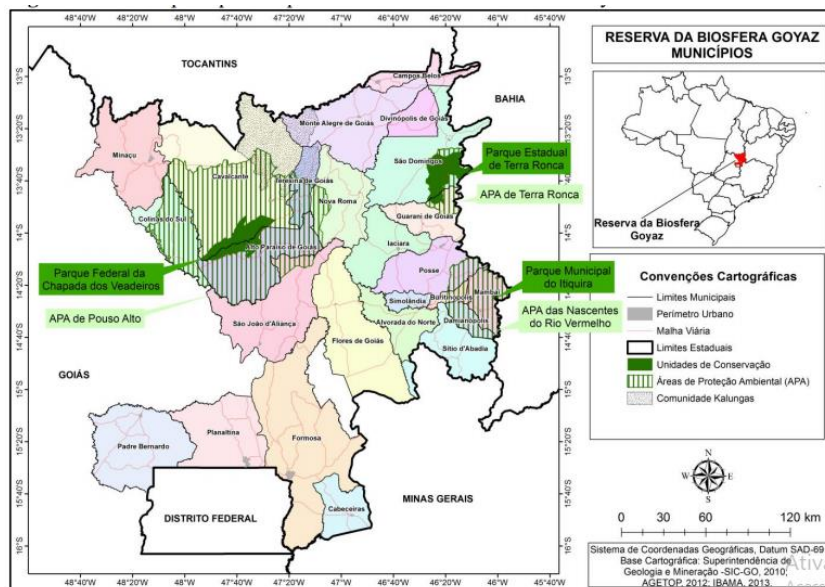 RESERVA DA BIOSFERA GOYAZ
MUNICÍPIOS
Reserva da Biosfera
Goyaz
48°40'W
48°20'W
48°0'W
47°40'W
47°20'W
47°0'W
46°40'W
46°20'W
46°0'W
45°40'W
13°S
13°20'S
13°40'S
14°S
14°20'S
14°40'S
15°S
15°20'S
15°40'S
16°S
TOCANTINS
BAHIA
GOIÁS
MINAS GERAIS
DISTRITO FEDERAL
Campos Belos
Monte Alegre de Goiás
Divinópolis de Goiás
Minaçu
Cavalcante
Teresina de Goiás
São Domingos
Nova Roma
Colinas do Sul
Guarani de Goiás
Alto Paraíso de Goiás
Iaciara
Posse
Mambaí
Simolândia
Buritinópolis
Damianópolis
São João d'Aliança
Alvorada do Norte
Flores de Goiás
Sítio d'Abadia
Padre Bernardo
Planaltina
Formosa
Cabeceiras
Parque Estadual
de Terra Ronca
APA de Terra Ronca
Parque Federal da
Chapada dos Veadeiros
APA de Pouso Alto
Parque Municipal
do Itiquira
APA das Nascentes
do Rio Vermelho
Convenções Cartográficas
Limites Municipais
Perímetro Urbano
Malha Viária
Limites Estaduais
Unidades de Conservação
Áreas de Proteção Ambiental (APA)
Comunidade Kalungas
N
W
E
S
0 30 60 120 km
Sistema de Coordenadas Geográficas, Datum SAD-69
Base Cartográfica: Superintendência de
Geologia e Mineração -SIC-GO, 2010;
AGETOP, 2012; IBAMA, 2013.